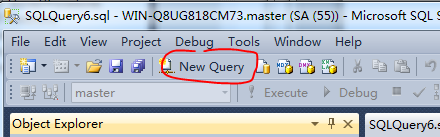 SQLQuery6.sql - WIN-Q8UG818CM73.master (SA (55)) - Microsoft SQL S
File Edit View Project Debug Tools Window Help
New Query
master Execute Debug
Object Explorer SQLQuery6.s